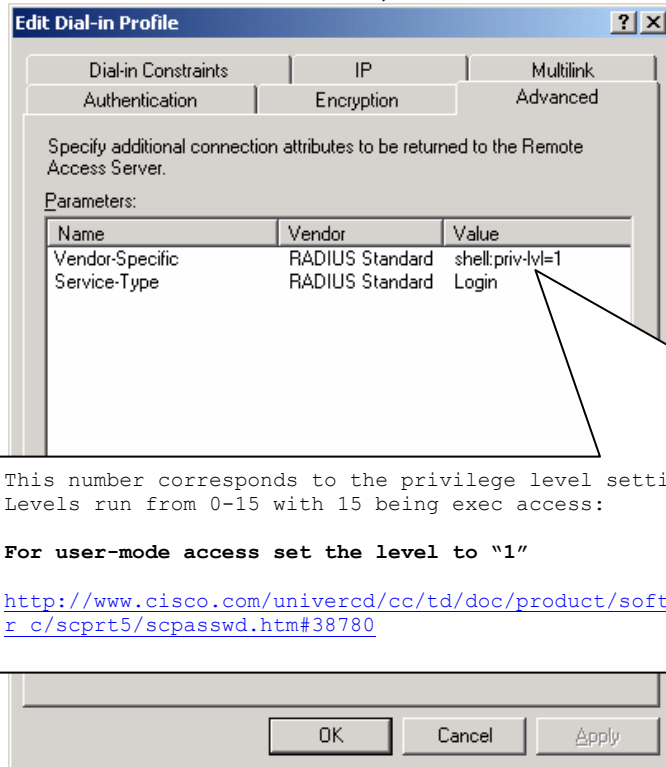 Edit Dial-in Profile
? X
Dial-in Constraints IP Multilink
Authentication Encryption Advanced
Specify additional connection attributes to be returned to the Remote
Access Server.
Parameters:
Name Vendor Value
Vendor-Specific RADIUS Standard shell:priv-lvl=1
Service-Type RADIUS Standard Login
This number corresponds to the privilege level setti
Levels run from 0-15 with 15 being exec access:
For user-mode access set the level to “1”
http://www.cisco.com/univercd/cc/td/doc/product/soft
r c/scprt5/scpasswd.htm#38780
OK Cancel Apply